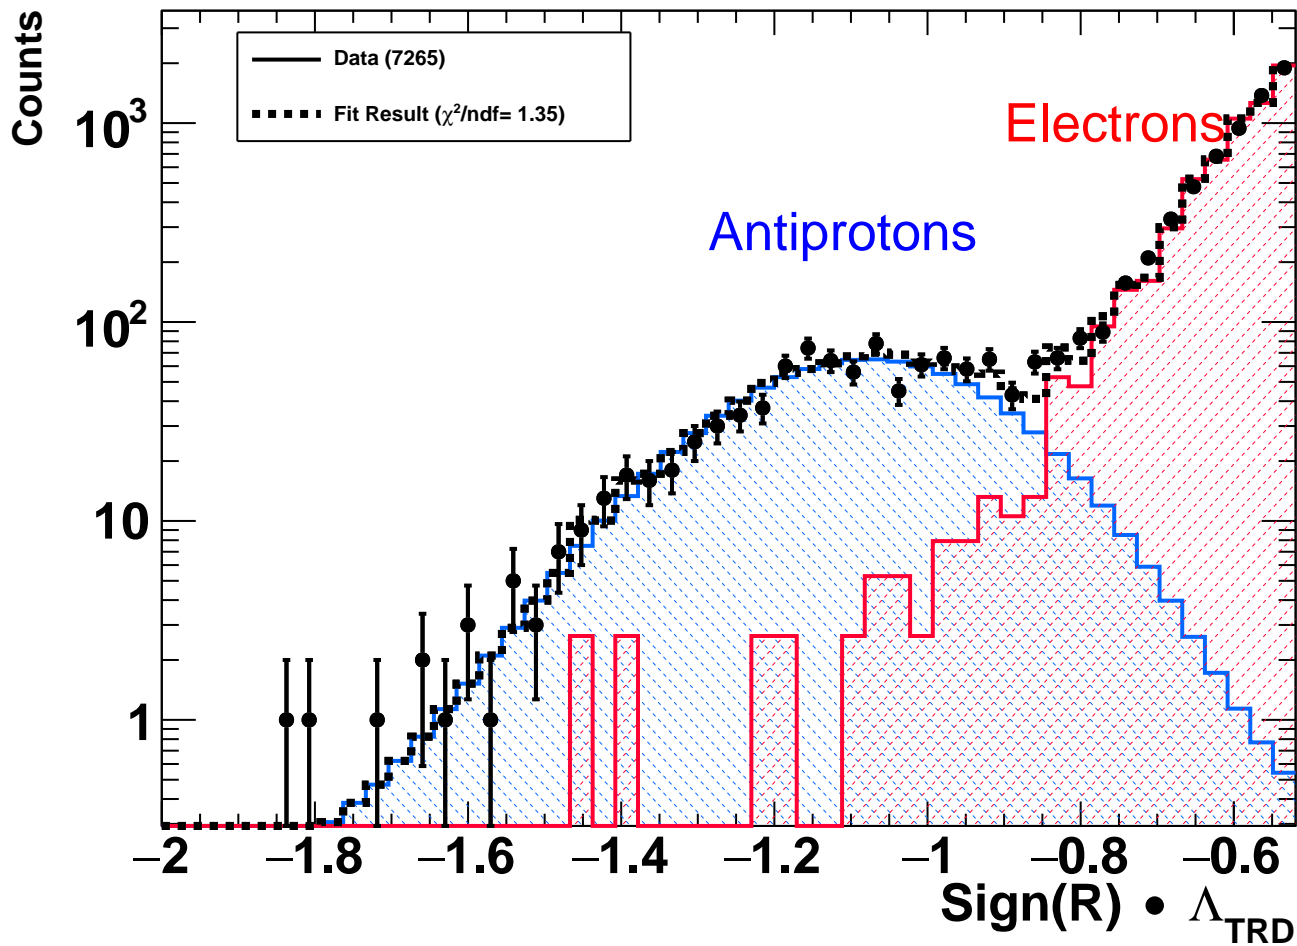 Counts
Data (7265)
Fit Result (χ²/ndf= 1.35)
Electrons
Antiprotons
10³
10²
10
1
−2 −1.8 −1.6 −1.4 −1.2 −1 −0.8 −0.6
Sign(R) • Λ_TRD